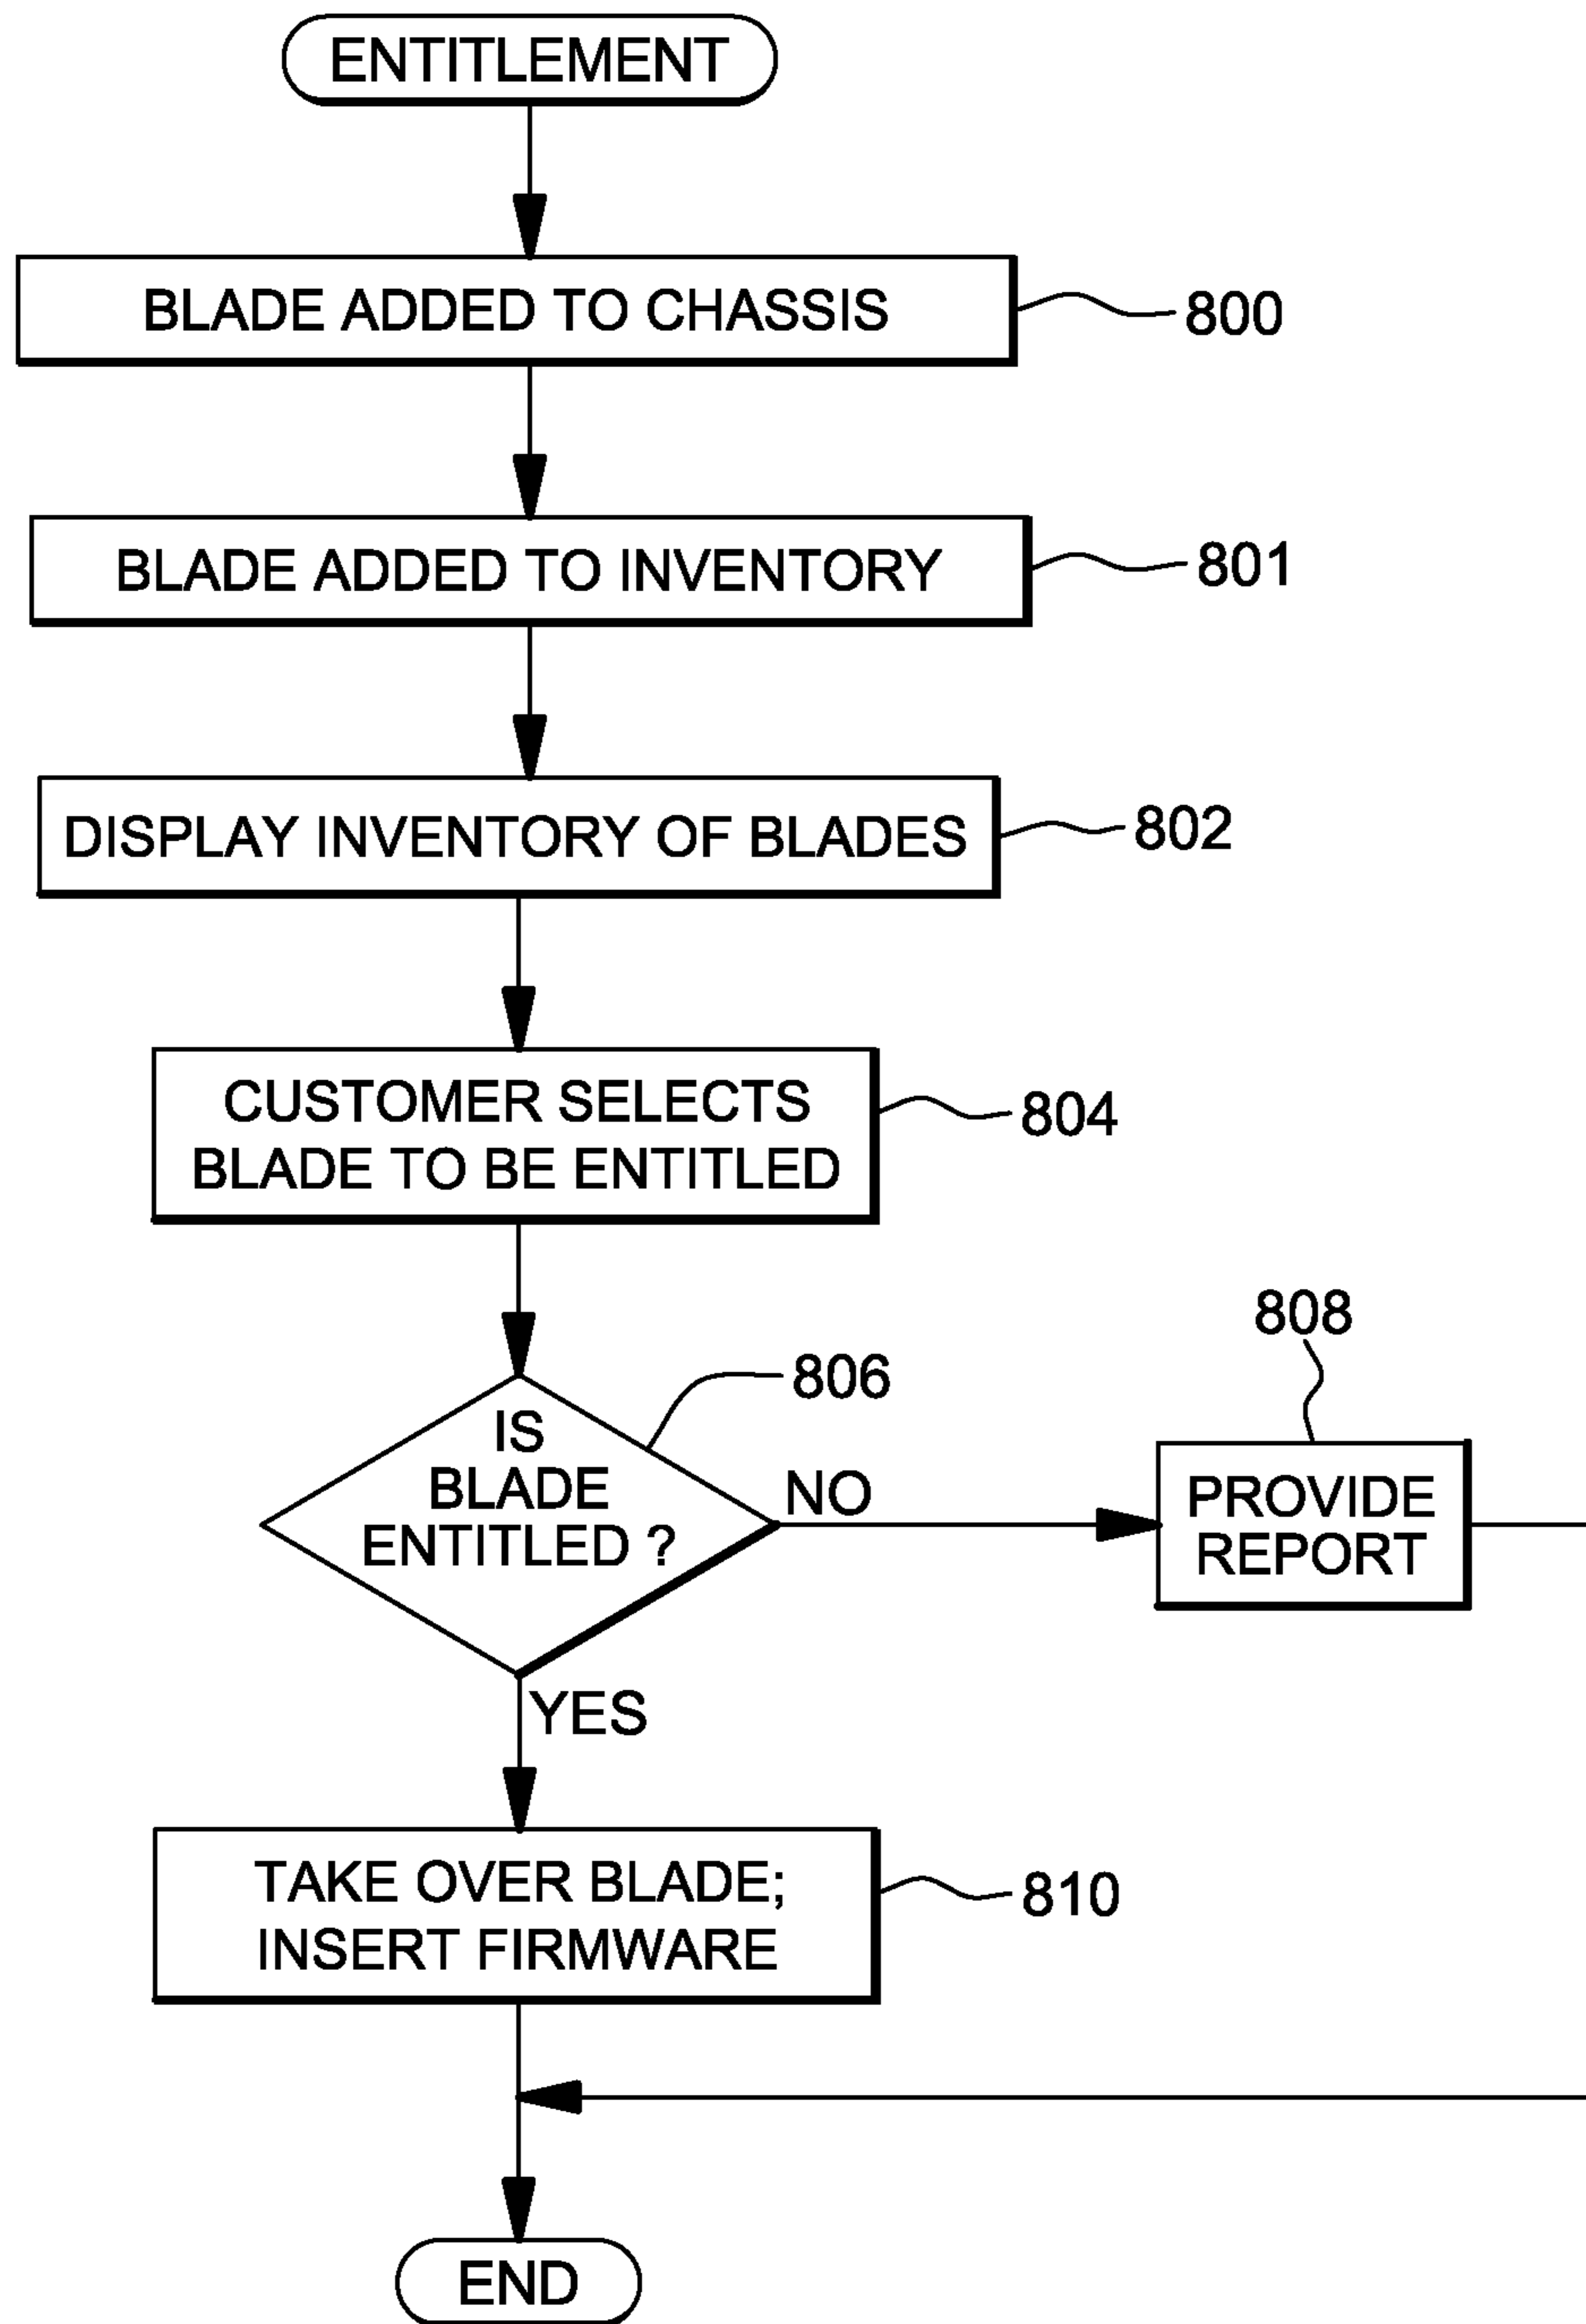 ENTITLEMENT
BLADE ADDED TO CHASSIS
800
BLADE ADDED TO INVENTORY
801
DISPLAY INVENTORY OF BLADES
802
CUSTOMER SELECTS
BLADE TO BE ENTITLED
804
806
IS
BLADE
ENTITLED ?
NO
808
PROVIDE
REPORT
YES
TAKE OVER BLADE;
INSERT FIRMWARE
810
END